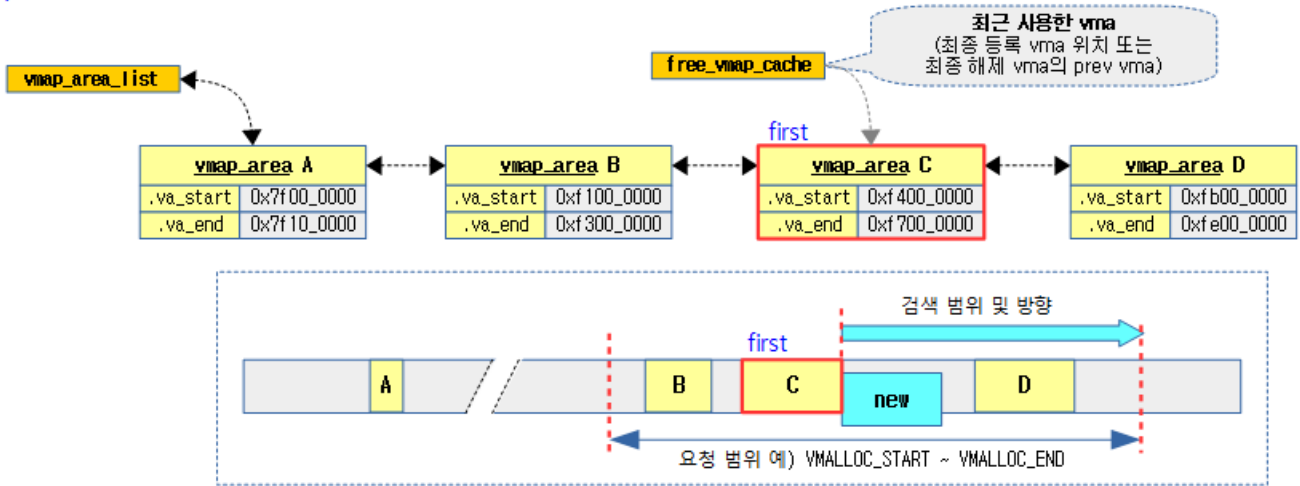 최근 사용한 vma
(최종 등록 vma 위치 또는
최종 해제 vma의 prev vma)
free_vmap_cache
vmap_area_list
first
vmap_area A
.va_start 0x7f00_0000
.va_end 0x7f10_0000
vmap_area B
.va_start 0xf100_0000
.va_end 0xf300_0000
vmap_area C
.va_start 0xf400_0000
.va_end 0xf700_0000
vmap_area D
.va_start 0xfb00_0000
.va_end 0xfe00_0000
검색 범위 및 방향
first
A
B
C
new
D
요청 범위 예) VMALLOC_START ~ VMALLOC_END